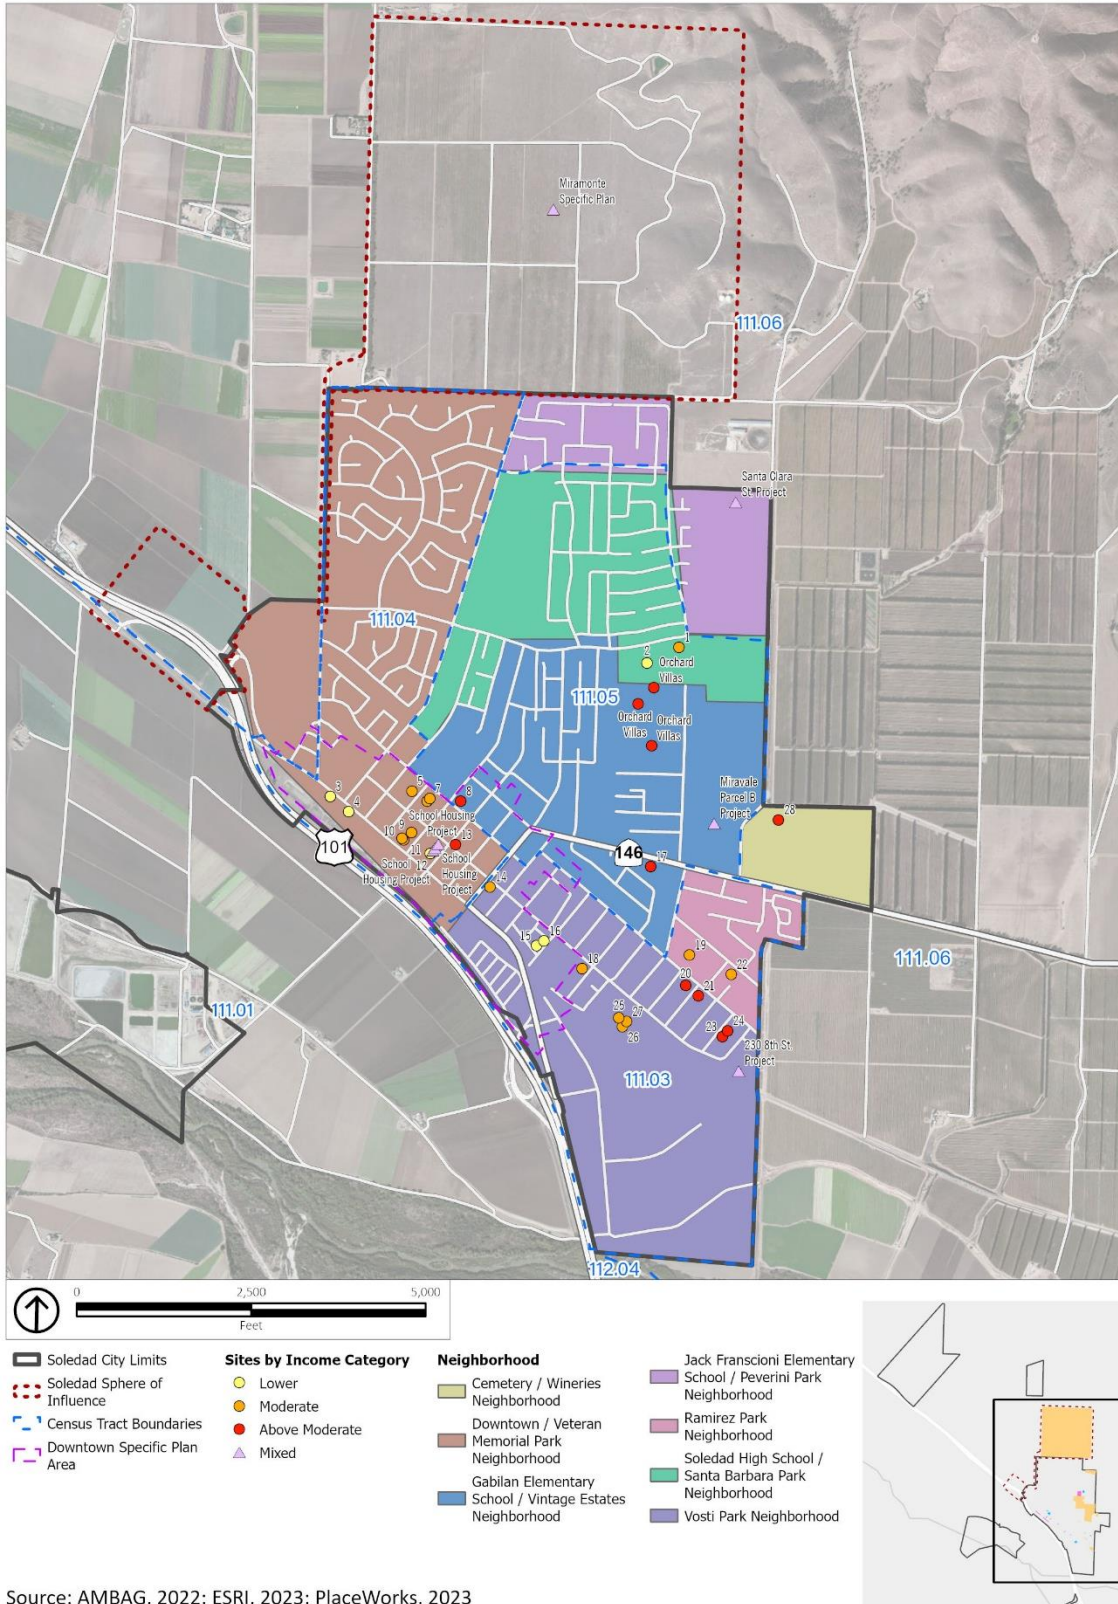 Miramonte
Specific Plan
111.06
Santa Clara
St. Project
111.04
1
2
Orchard
Villas
111.05
Orchard
Villas
Orchard
Villas
Miravale
Parcel B
Project
3
4
5
7
8
28
School Housing
Project
9
10
13
11
12
School
Housing Project
School
Housing
Project
101
146
17
14
15
16
18
19
20
21
22
111.06
25
27
26
23
24
230 8th St.
Project
111.01
111.03
112.04
0
2,500
5,000
Feet
Soledad City Limits
Soledad Sphere of
Influence
Census Tract Boundaries
Downtown Specific Plan
Area
Sites by Income Category
Lower
Moderate
Above Moderate
Mixed
Neighborhood
Cemetery / Wineries
Neighborhood
Downtown / Veteran
Memorial Park
Neighborhood
Gabilan Elementary
School / Vintage Estates
Neighborhood
Jack Franscioni Elementary
School / Peverini Park
Neighborhood
Ramirez Park
Neighborhood
Soledad High School /
Santa Barbara Park
Neighborhood
Vosti Park Neighborhood
Source: AMBAG, 2022; ESRI, 2023; PlaceWorks, 2023